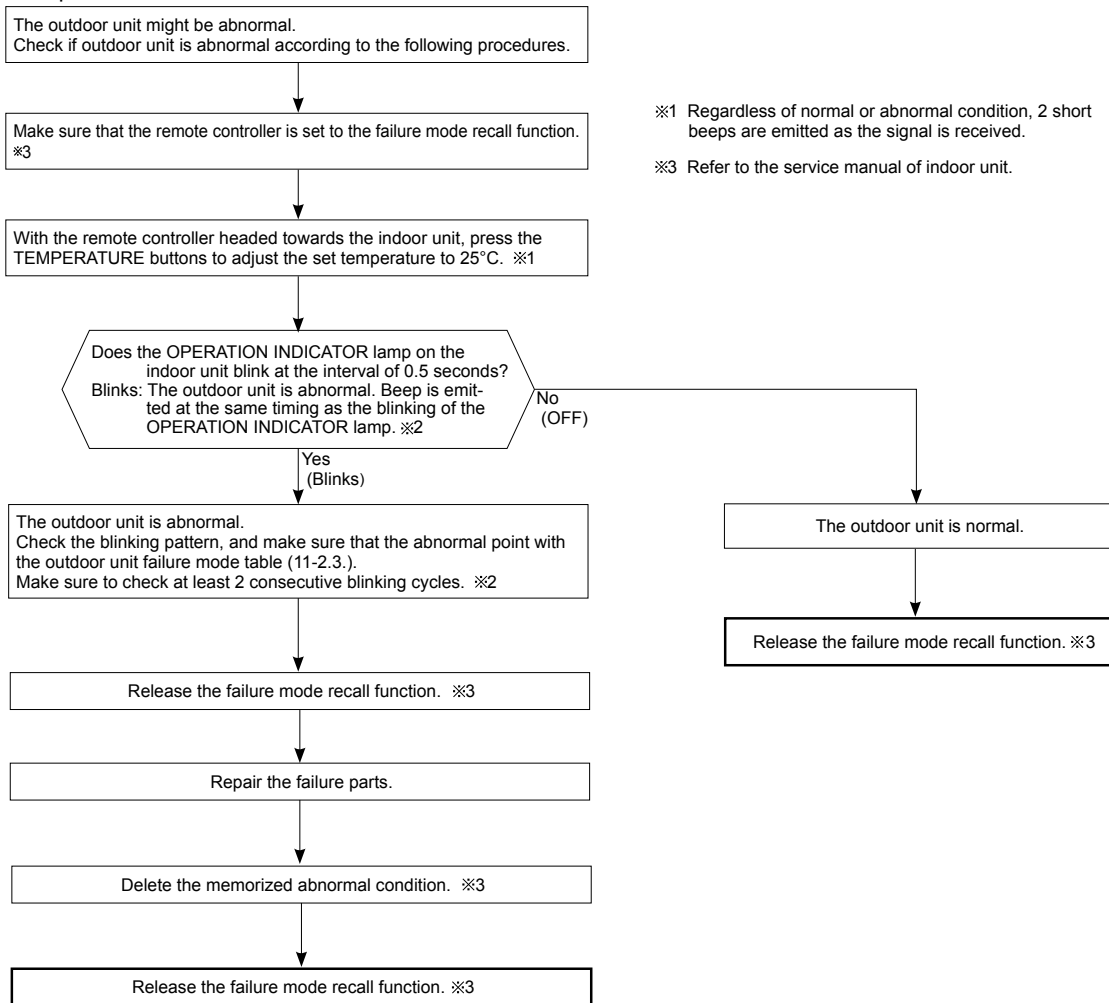 The outdoor unit might be abnormal.
Check if outdoor unit is abnormal according to the following procedures.
Make sure that the remote controller is set to the failure mode recall function.
※3
※1 Regardless of normal or abnormal condition, 2 short
beeps are emitted as the signal is received.
※3 Refer to the service manual of indoor unit.
With the remote controller headed towards the indoor unit, press the
TEMPERATURE buttons to adjust the set temperature to 25°C. ※1
Does the OPERATION INDICATOR lamp on the
indoor unit blink at the interval of 0.5 seconds?
Blinks: The outdoor unit is abnormal. Beep is emit-
ted at the same timing as the blinking of the
OPERATION INDICATOR lamp. ※2
No
(OFF)
Yes
(Blinks)
The outdoor unit is abnormal.
Check the blinking pattern, and make sure that the abnormal point with
the outdoor unit failure mode table (11-2.3.).
Make sure to check at least 2 consecutive blinking cycles. ※2
The outdoor unit is normal.
Release the failure mode recall function. ※3
Release the failure mode recall function. ※3
Repair the failure parts.
Delete the memorized abnormal condition. ※3
Release the failure mode recall function. ※3